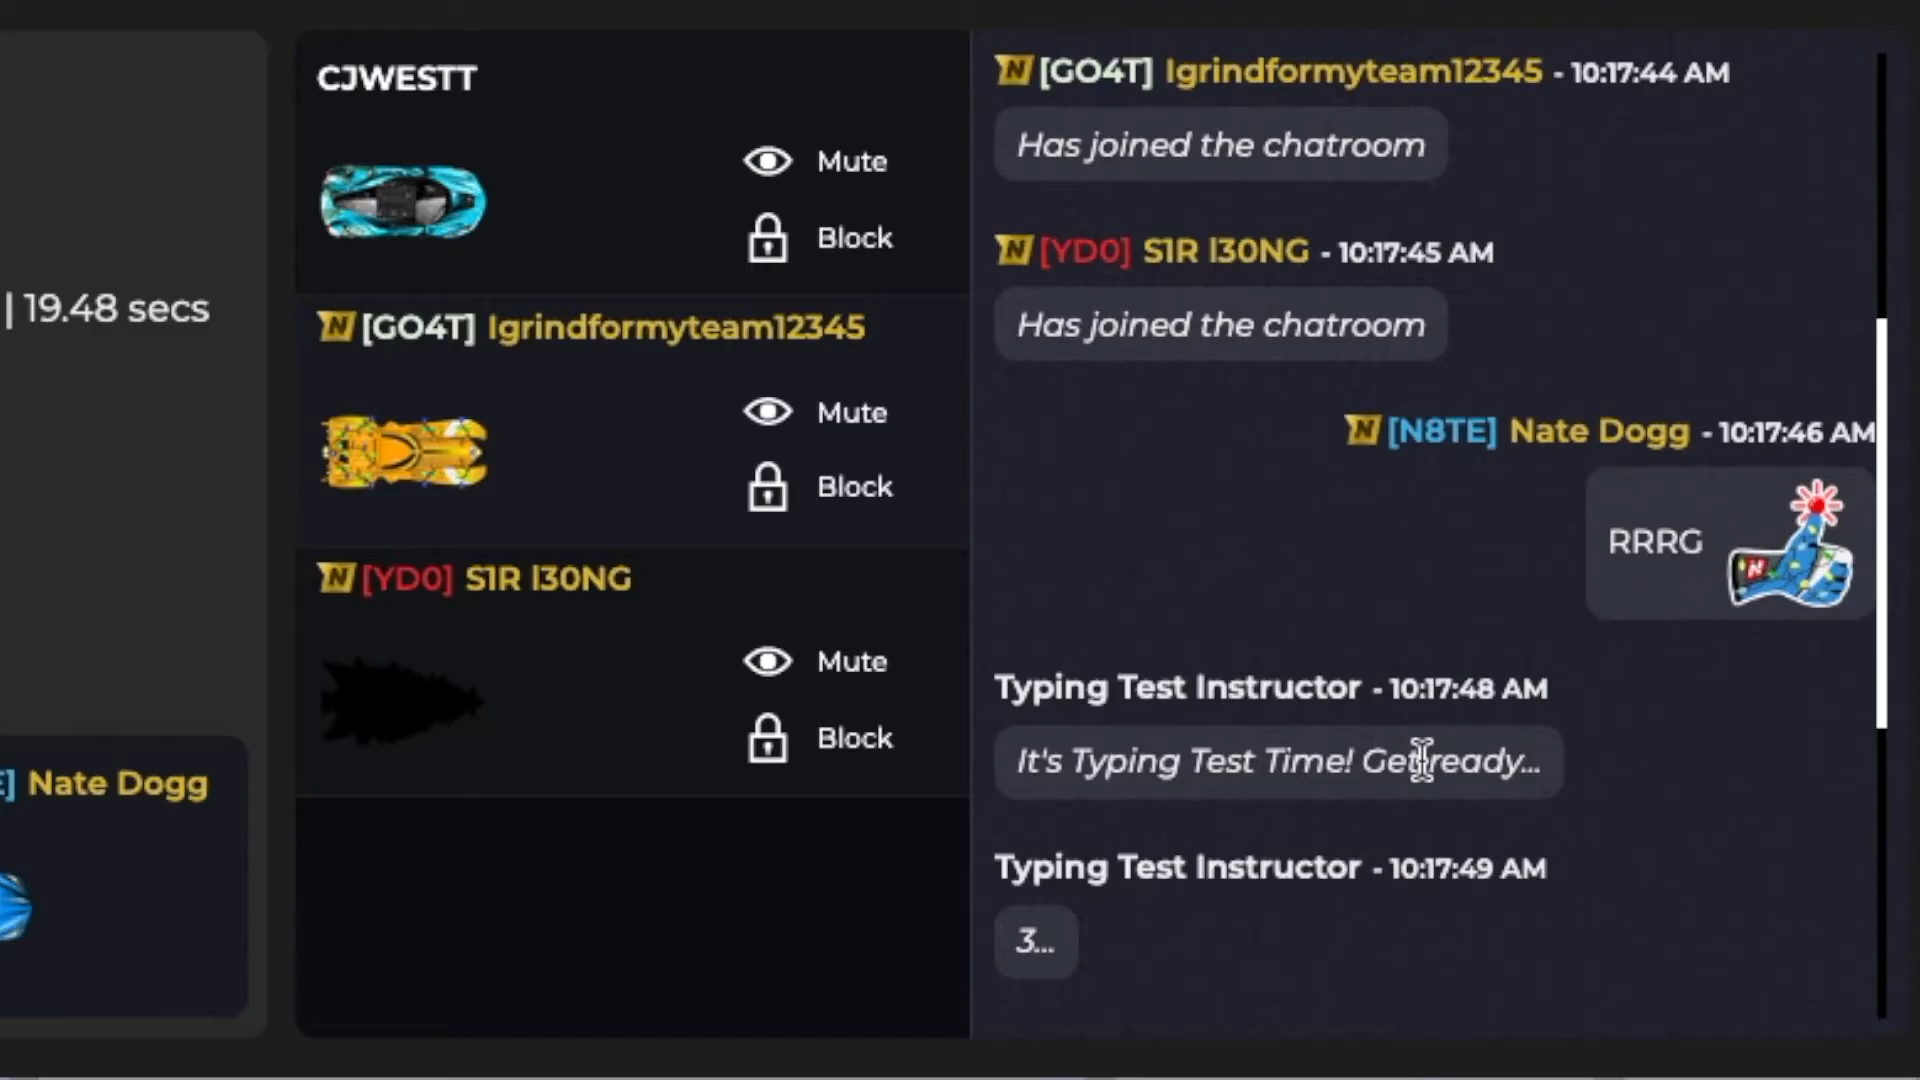 | 19.48 secs
] Nate Dogg
CJWESTT
Mute
Block
N [GO4T] Igrindformyteam12345
Mute
Block
N [YD0] S1R l30NG
Mute
Block
N [GO4T] Igrindformyteam12345 - 10:17:44 AM
Has joined the chatroom
N [YD0] S1R l30NG - 10:17:45 AM
Has joined the chatroom
N [N8TE] Nate Dogg - 10:17:46 AM
RRRG N
Typing Test Instructor - 10:17:48 AM
It's Typing Test Time! Get ready...
Typing Test Instructor - 10:17:49 AM
3...